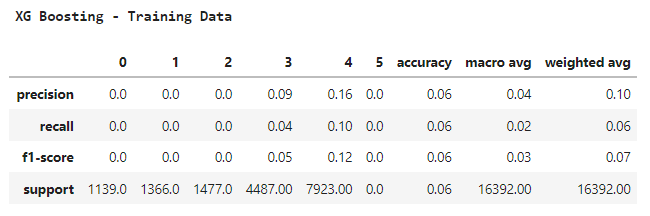 XG Boosting - Training Data
0 1 2 3 4 5 accuracy macro avg weighted avg
precision 0.0 0.0 0.0 0.09 0.16 0.0 0.06 0.04 0.10
recall 0.0 0.0 0.0 0.04 0.10 0.0 0.06 0.02 0.06
f1-score 0.0 0.0 0.0 0.05 0.12 0.0 0.06 0.03 0.07
support 1139.0 1366.0 1477.0 4487.00 7923.00 0.0 0.06 16392.00 16392.00